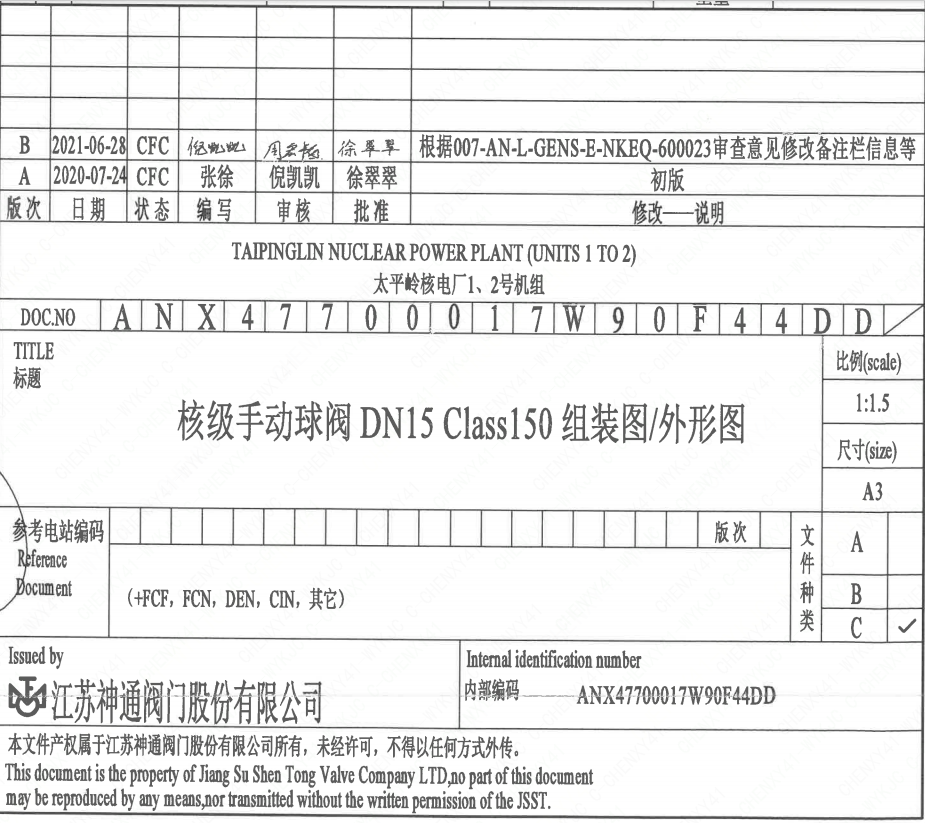 B 2021-06-28 CFC 倪凯凯 徐翠翠 根据007-AN-L-GENS-E-NKEQ-600023审查意见修改备注栏信息等
A 2020-07-24 CFC 张徐 倪凯凯 徐翠翠 初版
版次 日期 状态 编写 审核 批准 修改——说明
TAIPINGLIN NUCLEAR POWER PLANT (UNITS 1 TO 2)
太平岭核电厂1、2号机组
DOC.NO A N X 4 7 7 0 0 0 1 7 W 9 0 F 4 4 D D
TITLE
标题
核级手动球阀 DN15 Class150 组装图/外形图
比例(scale)
1:1.5
尺寸(size)
A3
参考电站编码
Reference
Document
版次
(+FCF, FCN, DEN, CIN, 其它)
文件种类
A
B
C ✓
Issued by
江苏神通阀门股份有限公司
Internal identification number
内部编码 ANX47700017W90F44DD
本文件产权属于江苏神通阀门股份有限公司所有，未经许可，不得以任何方式外传。
This document is the property of Jiang Su Shen Tong Valve Company LTD,no part of this document
may be reproduced by any means,nor transmitted without the written permission of the JSST.